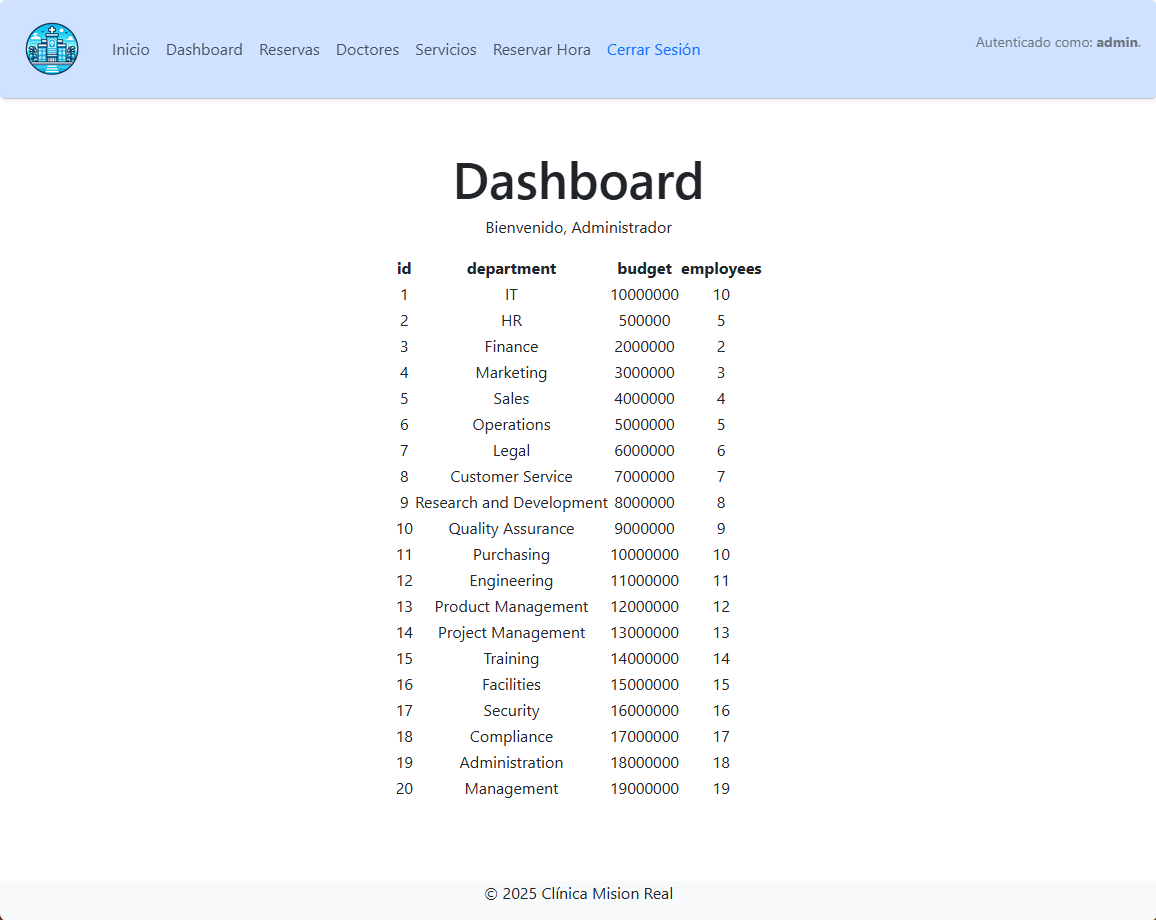 Inicio Dashboard Reservas Doctores Servicios Reservar Hora Cerrar Sesión Autenticado como: admin.
Dashboard
Bienvenido, Administrador
id department budget employees
1 IT 10000000 10
2 HR 500000 5
3 Finance 2000000 2
4 Marketing 3000000 3
5 Sales 4000000 4
6 Operations 5000000 5
7 Legal 6000000 6
8 Customer Service 7000000 7
9 Research and Development 8000000 8
10 Quality Assurance 9000000 9
11 Purchasing 10000000 10
12 Engineering 11000000 11
13 Product Management 12000000 12
14 Project Management 13000000 13
15 Training 14000000 14
16 Facilities 15000000 15
17 Security 16000000 16
18 Compliance 17000000 17
19 Administration 18000000 18
20 Management 19000000 19
© 2025 Clínica Mision Real